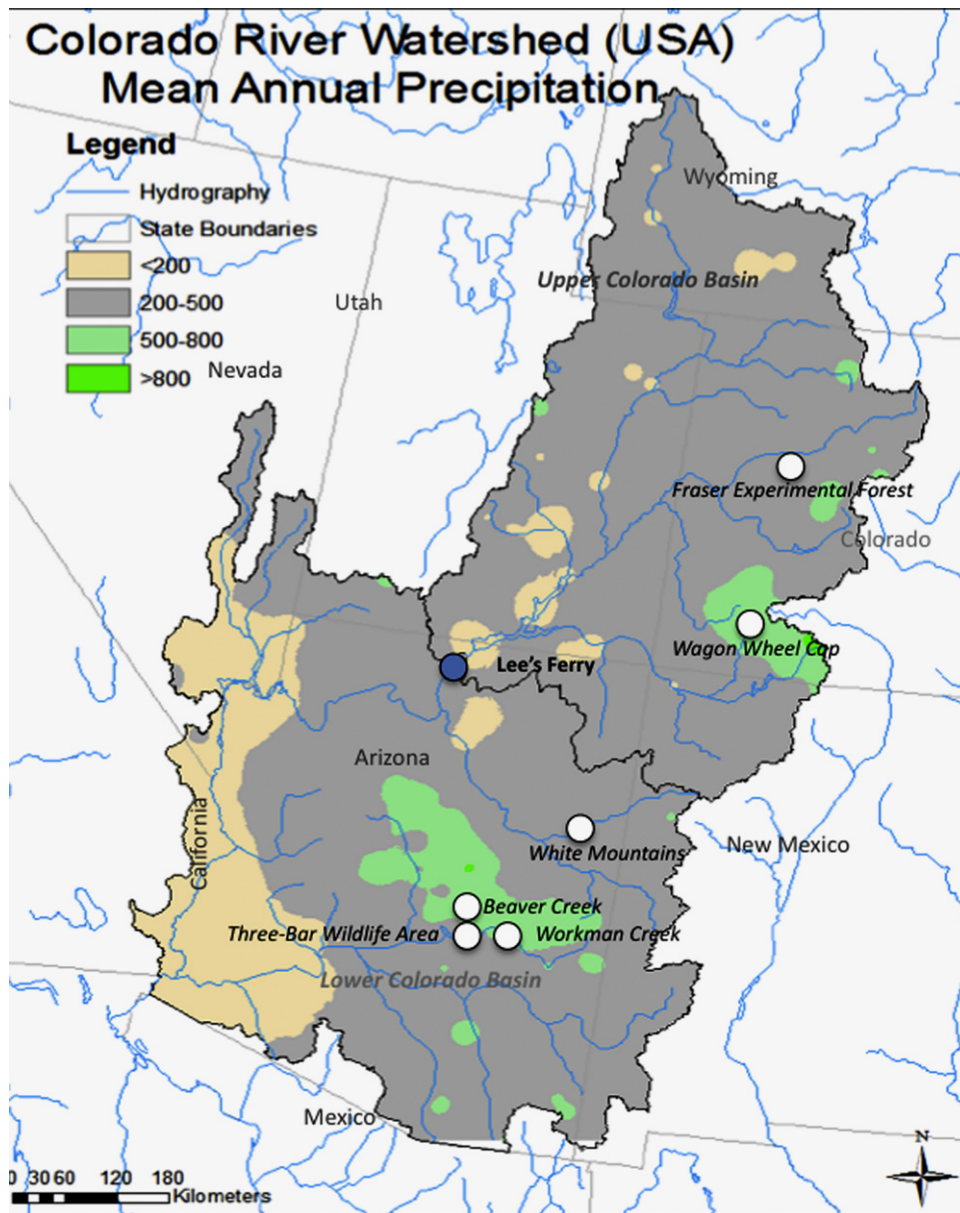 Colorado River Watershed (USA)
Mean Annual Precipitation
Legend
Hydrography
State Boundaries
<200
200-500
500-800
>800
Wyoming
Upper Colorado Basin
Utah
Nevada
Fraser Experimental Forest
Colorado
Wagon Wheel Cap
Lee's Ferry
Arizona
California
White Mountains
New Mexico
Beaver Creek
Three-Bar Wildlife Area
Workman Creek
Lower Colorado Basin
Mexico
N
0 30 60 120 180
Kilometers